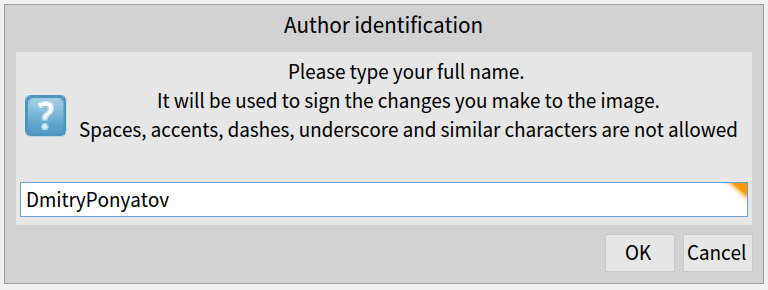 Author identification
Please type your full name.
It will be used to sign the changes you make to the image.
?
Spaces, accents, dashes, underscore and similar characters are not allowed
DmitryPonyatov
OK Cancel